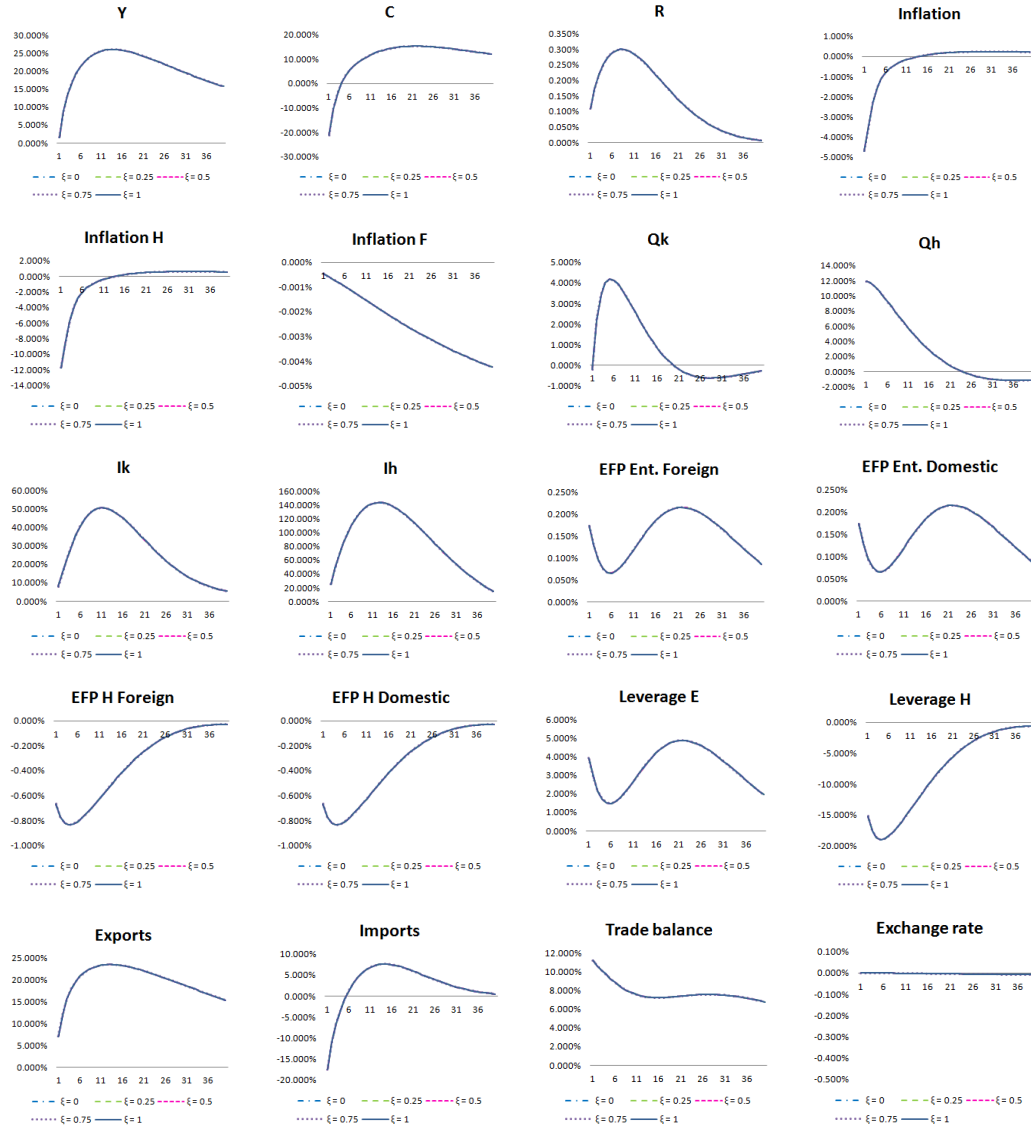 Y
30.000%
25.000%
20.000%
15.000%
10.000%
5.000%
0.000%
1 6 11 16 21 26 31 36
ξ = 0 ξ = 0.25 ξ = 0.5
ξ = 0.75 ξ = 1
C
20.000%
10.000%
0.000%
-10.000%
-20.000%
-30.000%
1 6 11 16 21 26 31 36
ξ = 0 ξ = 0.25 ξ = 0.5
ξ = 0.75 ξ = 1
R
0.350%
0.300%
0.250%
0.200%
0.150%
0.100%
0.050%
0.000%
1 6 11 16 21 26 31 36
ξ = 0 ξ = 0.25 ξ = 0.5
ξ = 0.75 ξ = 1
Inflation
1.000%
0.000%
-1.000%
-2.000%
-3.000%
-4.000%
-5.000%
1 6 11 16 21 26 31 36
ξ = 0 ξ = 0.25 ξ = 0.5
ξ = 0.75 ξ = 1
Inflation H
2.000%
0.000%
-2.000%
-4.000%
-6.000%
-8.000%
-10.000%
-12.000%
-14.000%
1 6 11 16 21 26 31 36
ξ = 0 ξ = 0.25 ξ = 0.5
ξ = 0.75 ξ = 1
Inflation F
0.000%
-0.001%
-0.002%
-0.003%
-0.004%
-0.005%
1 6 11 16 21 26 31 36
ξ = 0 ξ = 0.25 ξ = 0.5
ξ = 0.75 ξ = 1
Qk
5.000%
4.000%
3.000%
2.000%
1.000%
0.000%
-1.000%
1 6 11 16 21 26 31 36
ξ = 0 ξ = 0.25 ξ = 0.5
ξ = 0.75 ξ = 1
Qh
14.000%
12.000%
10.000%
8.000%
6.000%
4.000%
2.000%
0.000%
-2.000%
1 6 11 16 21 26 31 36
ξ = 0 ξ = 0.25 ξ = 0.5
ξ = 0.75 ξ = 1
Ik
60.000%
50.000%
40.000%
30.000%
20.000%
10.000%
0.000%
1 6 11 16 21 26 31 36
ξ = 0 ξ = 0.25 ξ = 0.5
ξ = 0.75 ξ = 1
Ih
160.000%
140.000%
120.000%
100.000%
80.000%
60.000%
40.000%
20.000%
0.000%
1 6 11 16 21 26 31 36
ξ = 0 ξ = 0.25 ξ = 0.5
ξ = 0.75 ξ = 1
EFP Ent. Foreign
0.250%
0.200%
0.150%
0.100%
0.050%
0.000%
1 6 11 16 21 26 31 36
ξ = 0 ξ = 0.25 ξ = 0.5
ξ = 0.75 ξ = 1
EFP Ent. Domestic
0.250%
0.200%
0.150%
0.100%
0.050%
0.000%
1 6 11 16 21 26 31 36
ξ = 0 ξ = 0.25 ξ = 0.5
ξ = 0.75 ξ = 1
EFP H Foreign
0.000%
-0.200%
-0.400%
-0.600%
-0.800%
-1.000%
1 6 11 16 21 26 31 36
ξ = 0 ξ = 0.25 ξ = 0.5
ξ = 0.75 ξ = 1
EFP H Domestic
0.000%
-0.200%
-0.400%
-0.600%
-0.800%
-1.000%
1 6 11 16 21 26 31 36
ξ = 0 ξ = 0.25 ξ = 0.5
ξ = 0.75 ξ = 1
Leverage E
6.000%
5.000%
4.000%
3.000%
2.000%
1.000%
0.000%
1 6 11 16 21 26 31 36
ξ = 0 ξ = 0.25 ξ = 0.5
ξ = 0.75 ξ = 1
Leverage H
0.000%
-5.000%
-10.000%
-15.000%
-20.000%
1 6 11 16 21 26 31 36
ξ = 0 ξ = 0.25 ξ = 0.5
ξ = 0.75 ξ = 1
Exports
25.000%
20.000%
15.000%
10.000%
5.000%
0.000%
1 6 11 16 21 26 31 36
ξ = 0 ξ = 0.25 ξ = 0.5
ξ = 0.75 ξ = 1
Imports
10.000%
5.000%
0.000%
-5.000%
-10.000%
-15.000%
-20.000%
1 6 11 16 21 26 31 36
ξ = 0 ξ = 0.25 ξ = 0.5
ξ = 0.75 ξ = 1
Trade balance
12.000%
10.000%
8.000%
6.000%
4.000%
2.000%
0.000%
1 6 11 16 21 26 31 36
ξ = 0 ξ = 0.25 ξ = 0.5
ξ = 0.75 ξ = 1
Exchange rate
0.100%
0.000%
-0.100%
-0.200%
-0.300%
-0.400%
-0.500%
1 6 11 16 21 26 31 36
ξ = 0 ξ = 0.25 ξ = 0.5
ξ = 0.75 ξ = 1